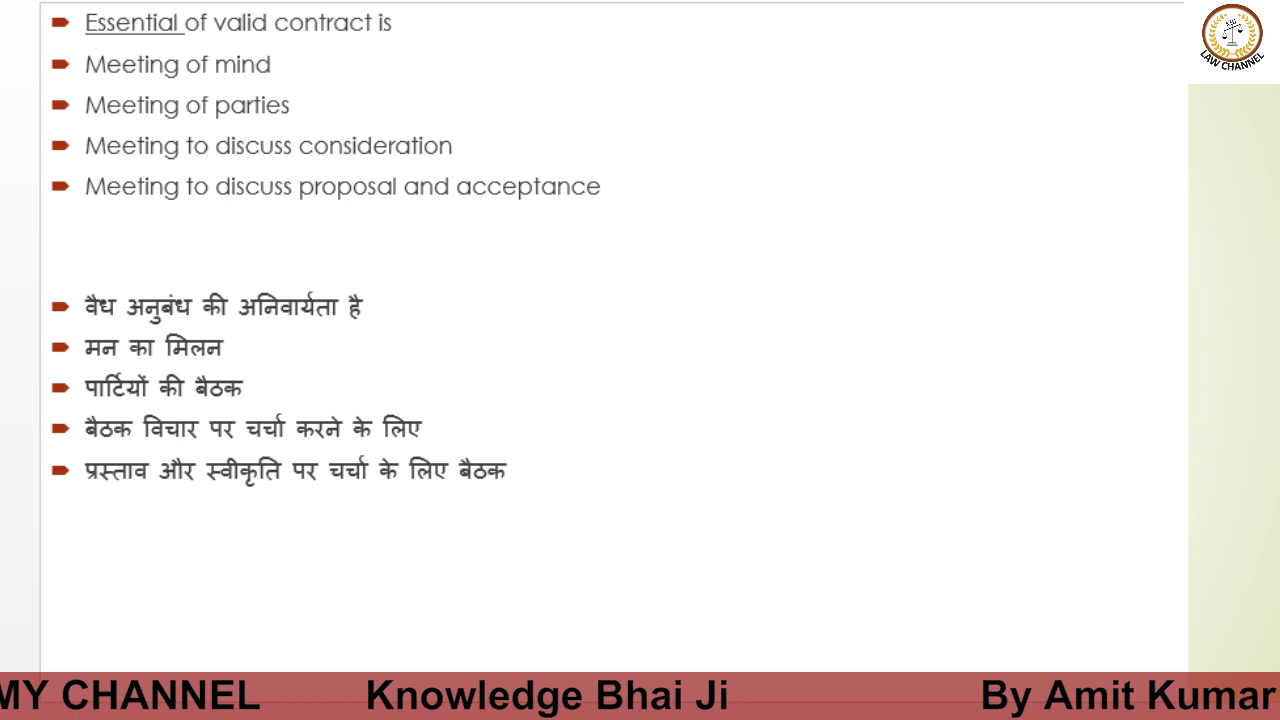 Essential of valid contract is
Meeting of mind
Meeting of parties
Meeting to discuss consideration
Meeting to discuss proposal and acceptance
वैध अनुबंध की अनिवार्यता है
मन का मिलन
पार्टियों की बैठक
बैठक विचार पर चर्चा करने के लिए
प्रस्ताव और स्वीकृति पर चर्चा के लिए बैठक
LAW CHANNEL
MY CHANNEL Knowledge Bhai Ji By Amit Kumar